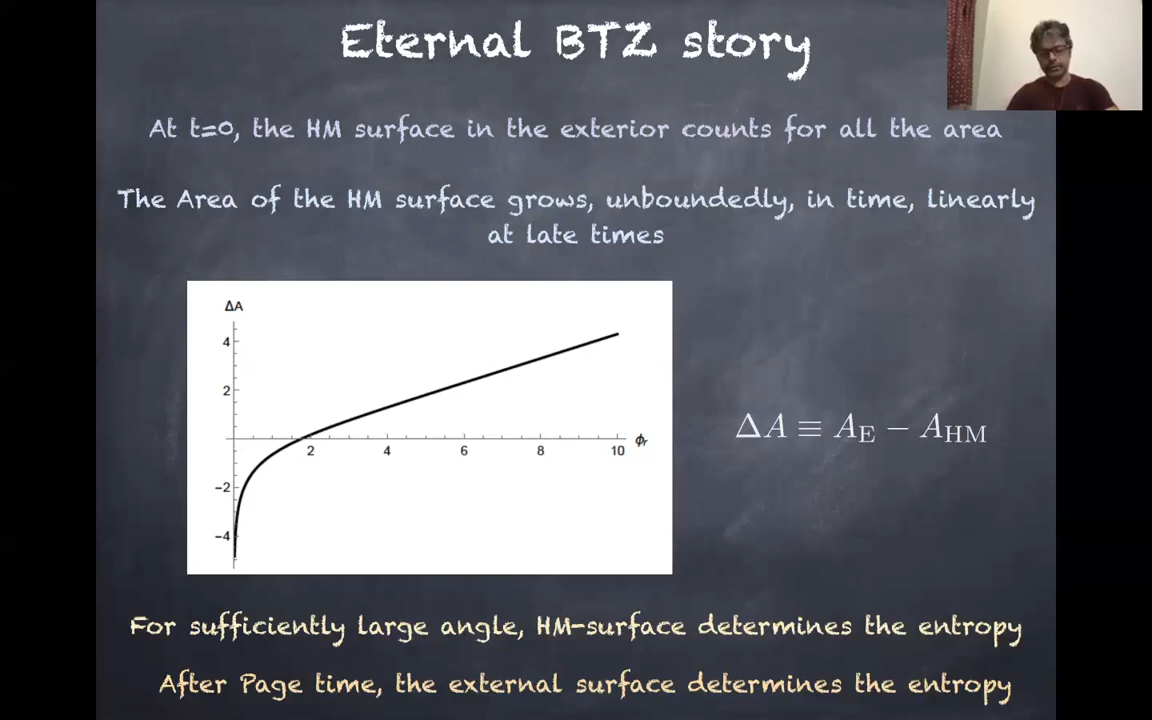 Eternal BTZ story
At t=0, the HM surface in the exterior counts for all the area
The Area of the HM surface grows, unboundedly, in time, linearly
at late times
ΔA
4
2
-2
-4
2 4 6 8 10
ΔA ≡ A_E − A_HM
For sufficiently large angle, HM-surface determines the entropy
After Page time, the external surface determines the entropy